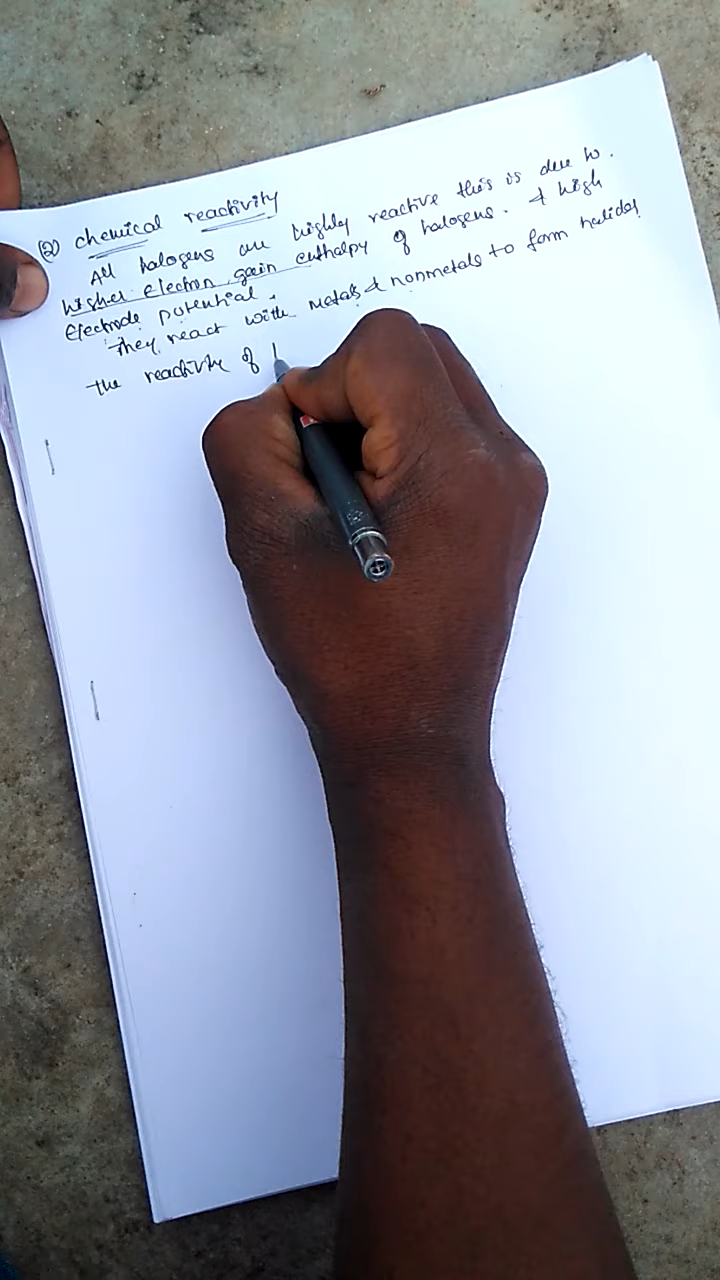 (2) chemical reactivity
All halogens are highly reactive this is due to.
higher electron gain enthalpy of halogens. & high
Electrode potential.
They react with metals & nonmetals to form halides
the reactivity of